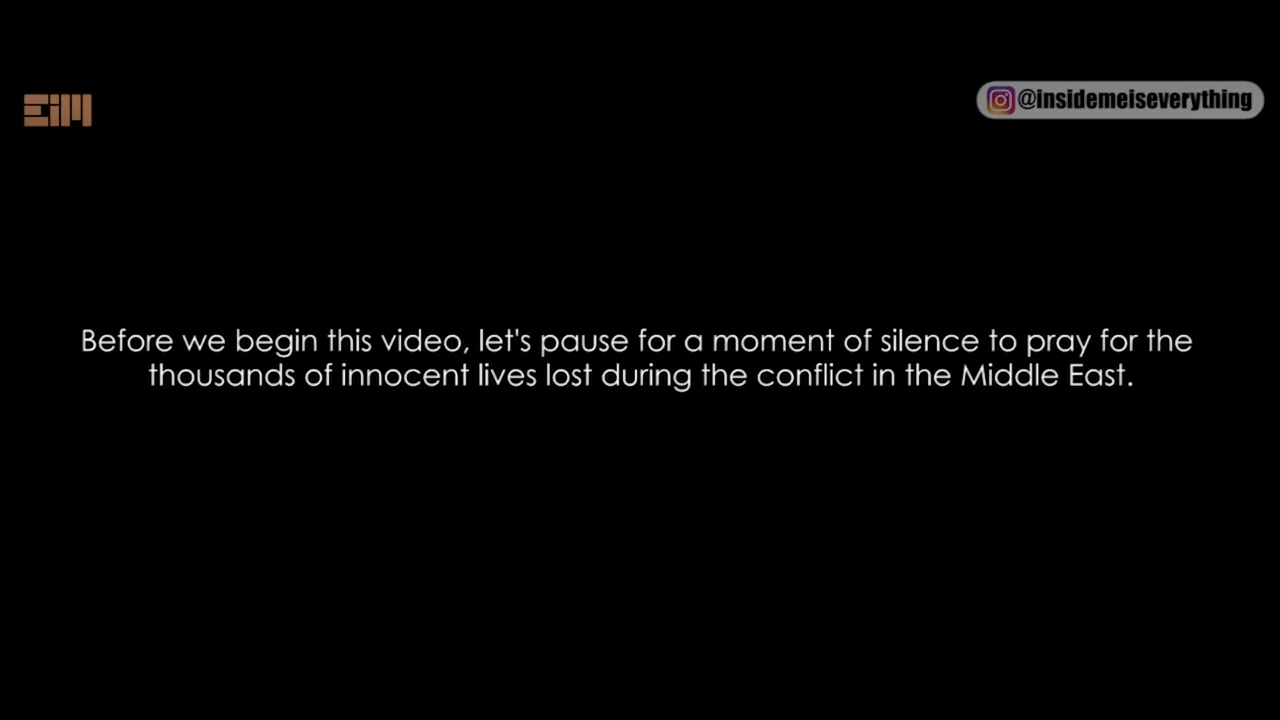 EiM
@insidemeiseverything
Before we begin this video, let's pause for a moment of silence to pray for the
thousands of innocent lives lost during the conflict in the Middle East.